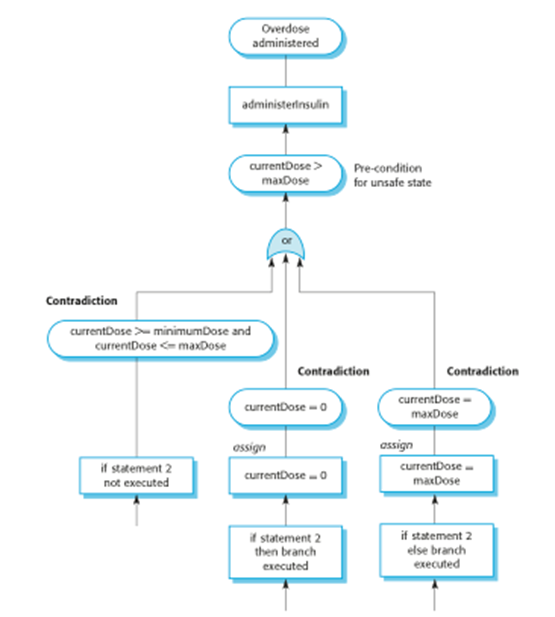 Overdose
administered
administerInsulin
currentDose >
maxDose
Pre-condition
for unsafe state
or
Contradiction
currentDose >= minimumDose and
currentDose <= maxDose
Contradiction
Contradiction
currentDose = 0
currentDose =
maxDose
assign
assign
if statement 2
not executed
currentDose = 0
currentDose =
maxDose
if statement 2
then branch
executed
if statement 2
else branch
executed